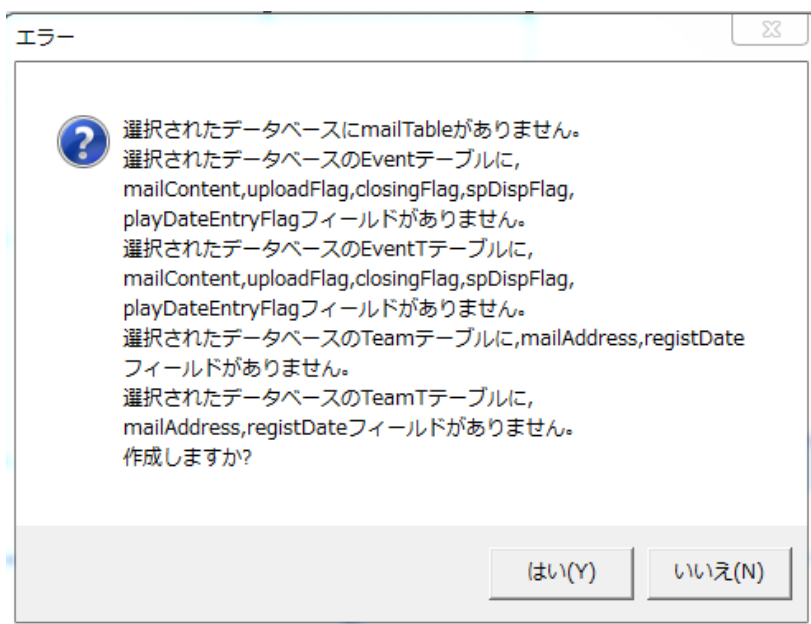 エラー
選択されたデータベースにmailTableがありません。
選択されたデータベースのEventテーブルに,
mailContent,uploadFlag,closingFlag,spDispFlag,
playDateEntryFlagフィールドがありません。
選択されたデータベースのEventTテーブルに,
mailContent,uploadFlag,closingFlag,spDispFlag,
playDateEntryFlagフィールドがありません。
選択されたデータベースのTeamテーブルに,mailAddress,registDate
フィールドがありません。
選択されたデータベースのTeamTテーブルに,
mailAddress,registDateフィールドがありません。
作成しますか?
はい(Y)
いいえ(N)